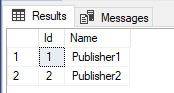 Results Messages
Id Name
1 1 Publisher1
2 2 Publisher2